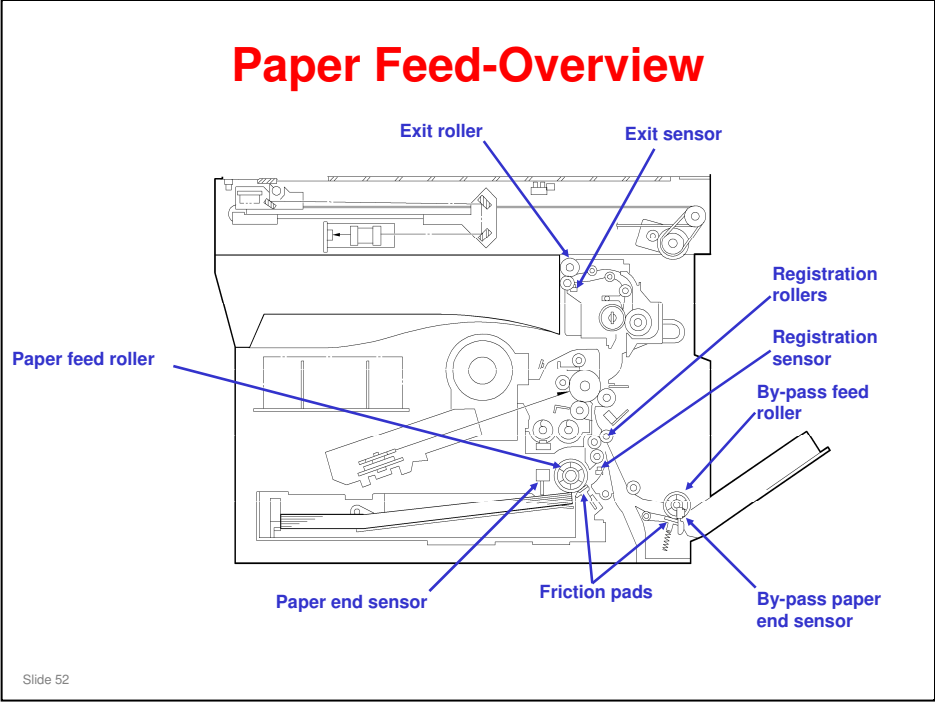 Paper Feed-Overview
Exit roller
Exit sensor
Registration
rollers
Registration
sensor
Paper feed roller
By-pass feed
roller
Paper end sensor
Friction pads
By-pass paper
end sensor
Slide 52